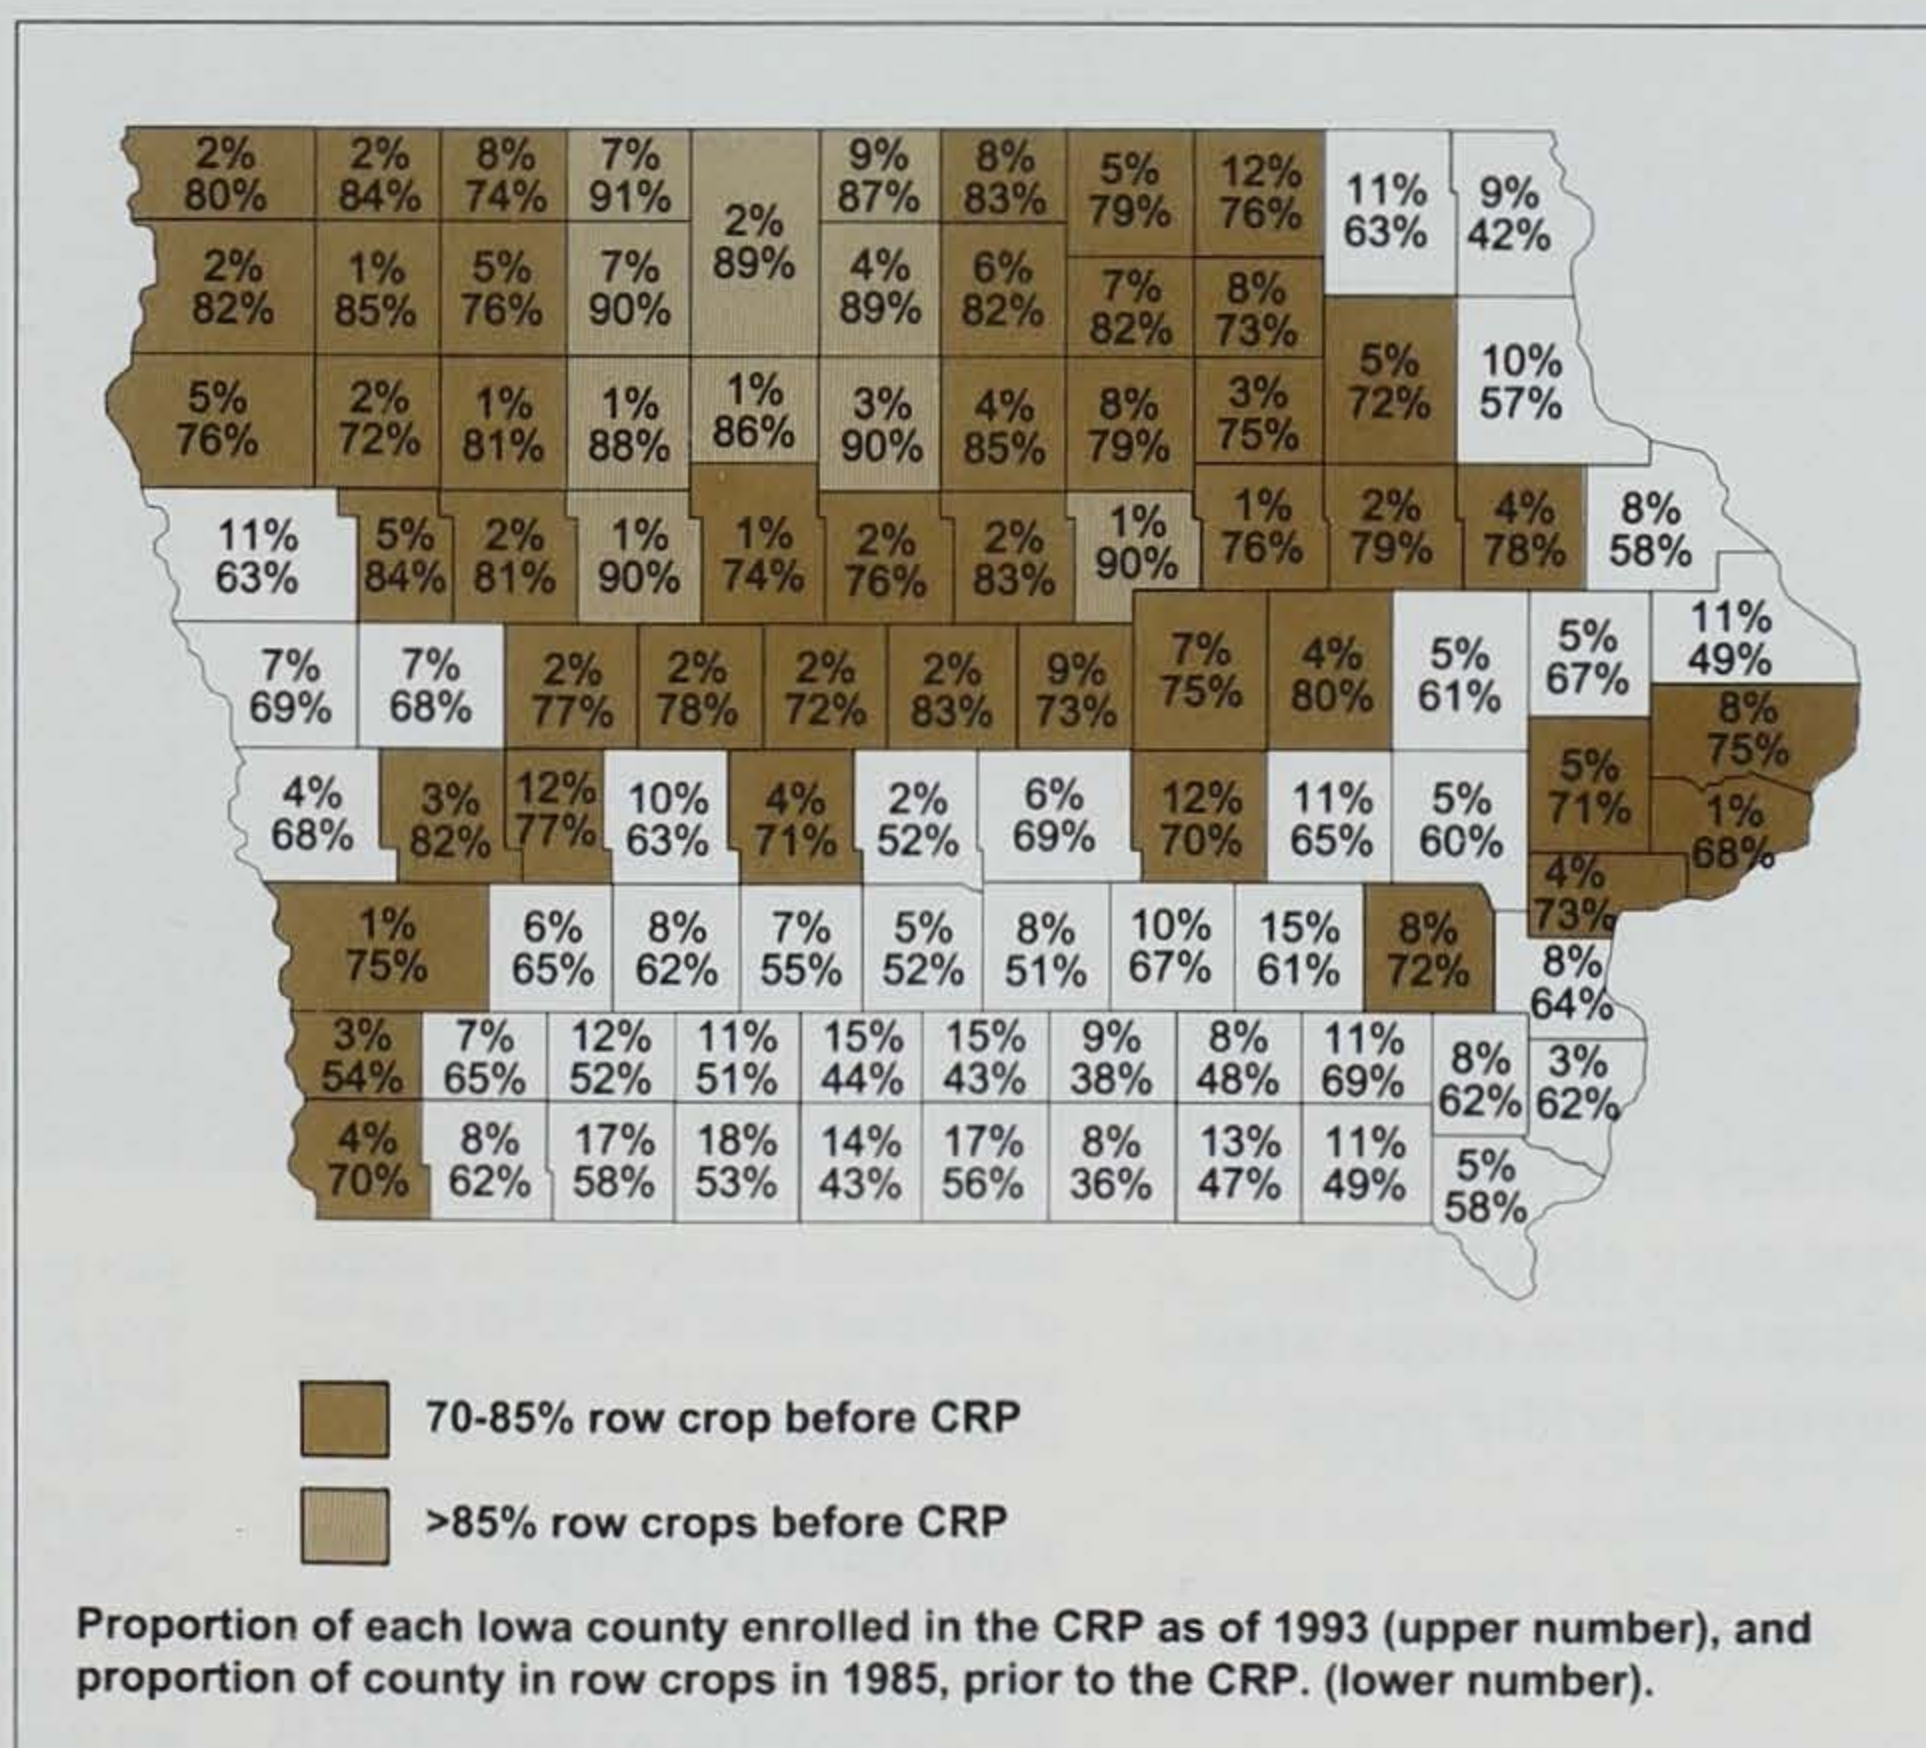 2% 2% 8% 7% 9% 8% 5% 12% 11% 9%
80% 84% 74% 91% 87% 83% 79% 76% 63% 42%
2%
89%
2% 1% 5% 7% 4% 6% 7% 8%
82% 85% 76% 90% 89% 82% 82% 73%
5% 2% 1% 1% 1% 3% 4% 8% 3% 5% 10%
76% 72% 81% 88% 86% 90% 85% 79% 75% 72% 57%
11% 5% 2% 1% 1% 2% 2% 1% 1% 2% 4% 8%
63% 84% 81% 90% 74% 76% 83% 90% 76% 79% 78% 58%
7% 7% 2% 2% 2% 2% 9% 7% 4% 5% 5% 11%
69% 68% 77% 78% 72% 83% 73% 75% 80% 61% 67% 49%
8%
75%
4% 3% 12% 10% 4% 2% 6% 12% 11% 5% 5% 1%
68% 82% 77% 63% 71% 52% 69% 70% 65% 60% 71% 68%
4%
73%
1% 6% 8% 7% 5% 8% 10% 15% 8% 8%
75% 65% 62% 55% 52% 51% 67% 61% 72% 64%
3% 7% 12% 11% 15% 15% 9% 8% 11% 8% 3%
54% 65% 52% 51% 44% 43% 38% 48% 69% 62% 62%
4% 8% 17% 18% 14% 17% 8% 13% 11% 5%
70% 62% 58% 53% 43% 56% 36% 47% 49% 58%
70-85% row crop before CRP
>85% row crops before CRP
Proportion of each Iowa county enrolled in the CRP as of 1993 (upper number), and
proportion of county in row crops in 1985, prior to the CRP. (lower number).